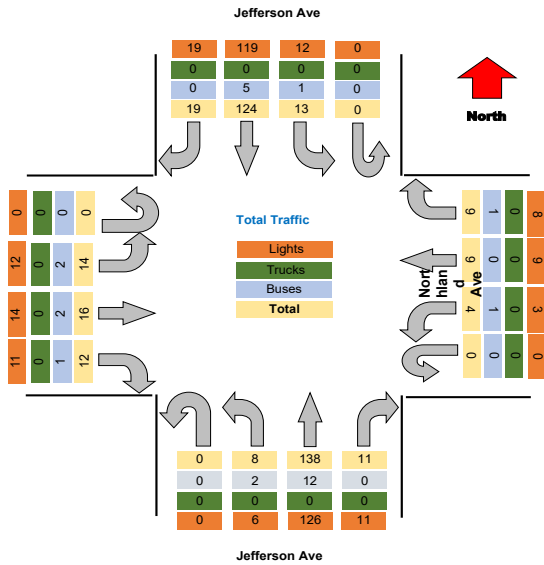 Jefferson Ave
19 119 12 0
0 0 0 0
0 5 1 0
19 124 13 0
North
0 0 0 0
12 0 2 14
14 0 2 16
11 0 1 12
Total Traffic
Lights
Trucks
Buses
Total
Nort
hlan
d
Ave
9 1 0 8
9 0 0 9
4 1 0 3
0 0 0 0
0 8 138 11
0 2 12 0
0 0 0 0
0 6 126 11
Jefferson Ave